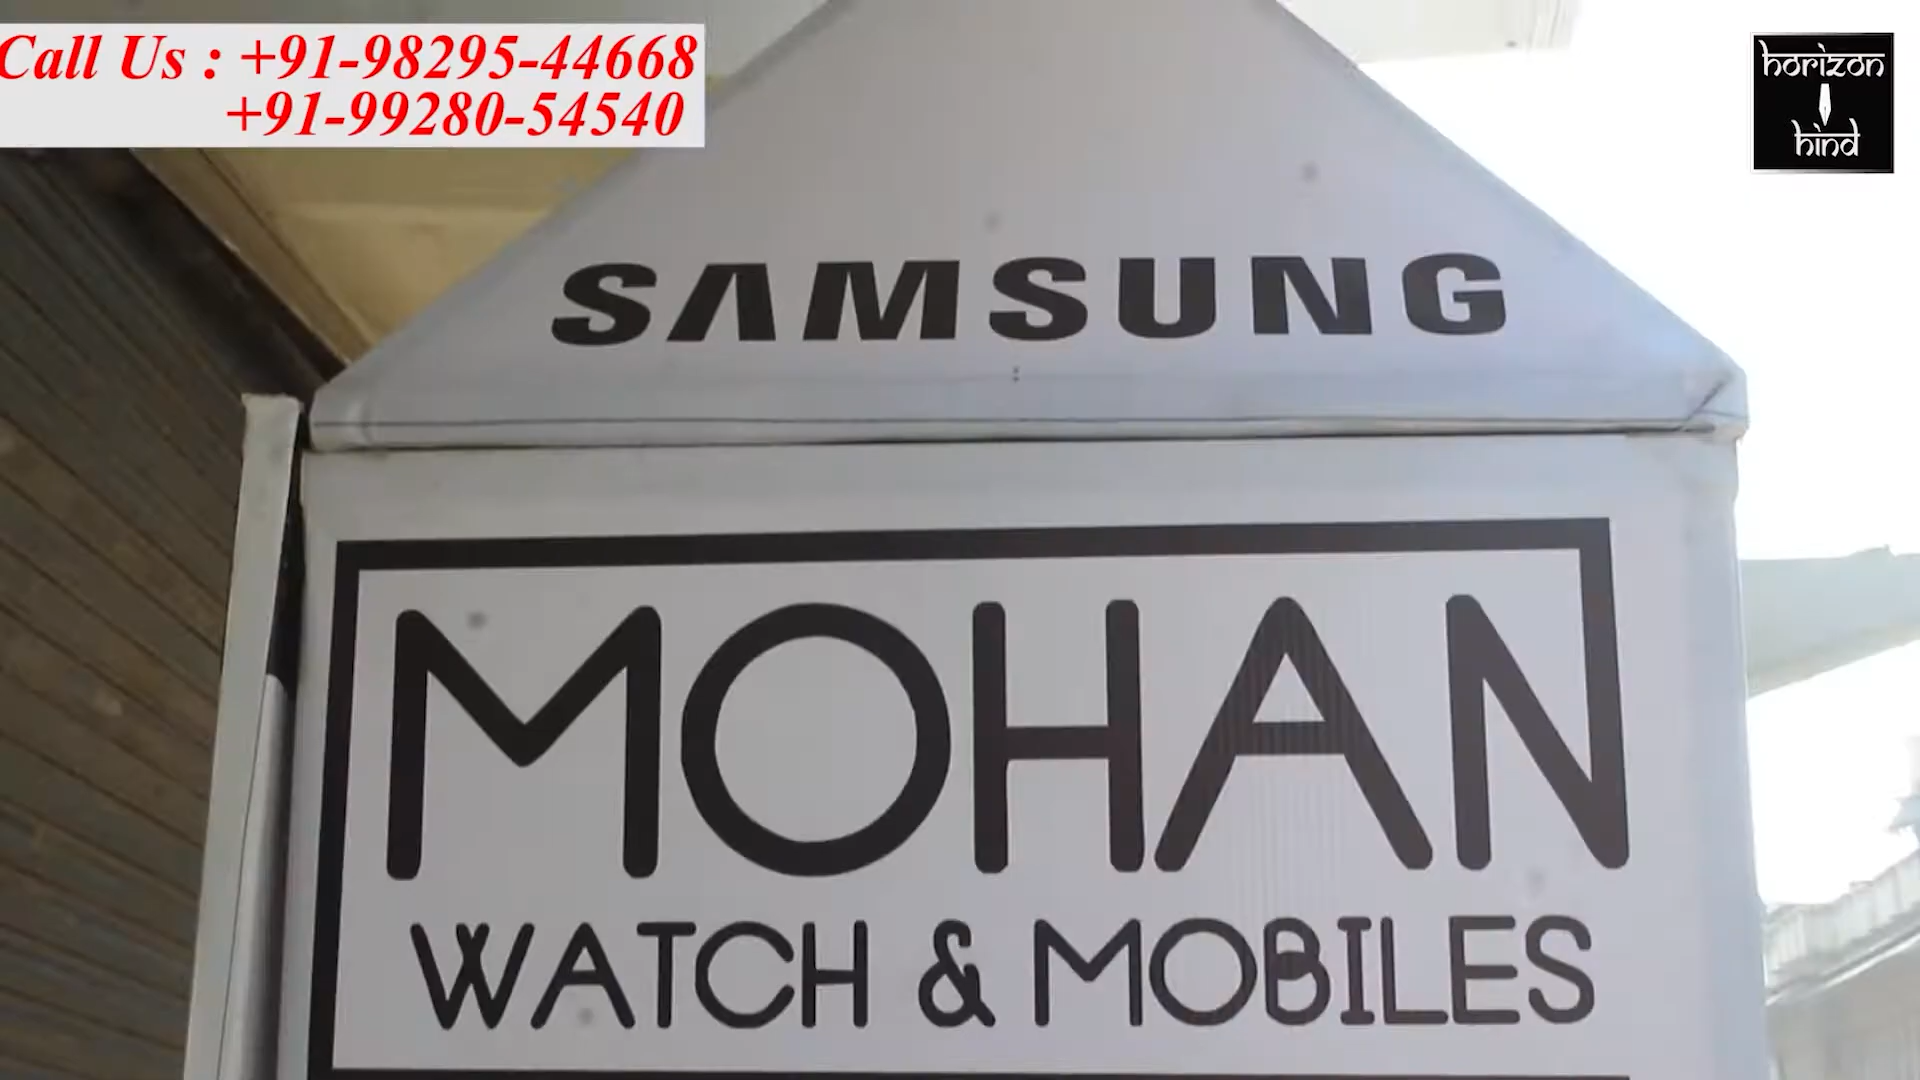 Call Us : +91-98295-44668
+91-99280-54540
horizon
hind
SAMSUNG
MOHAN
WATCH & MOBILES